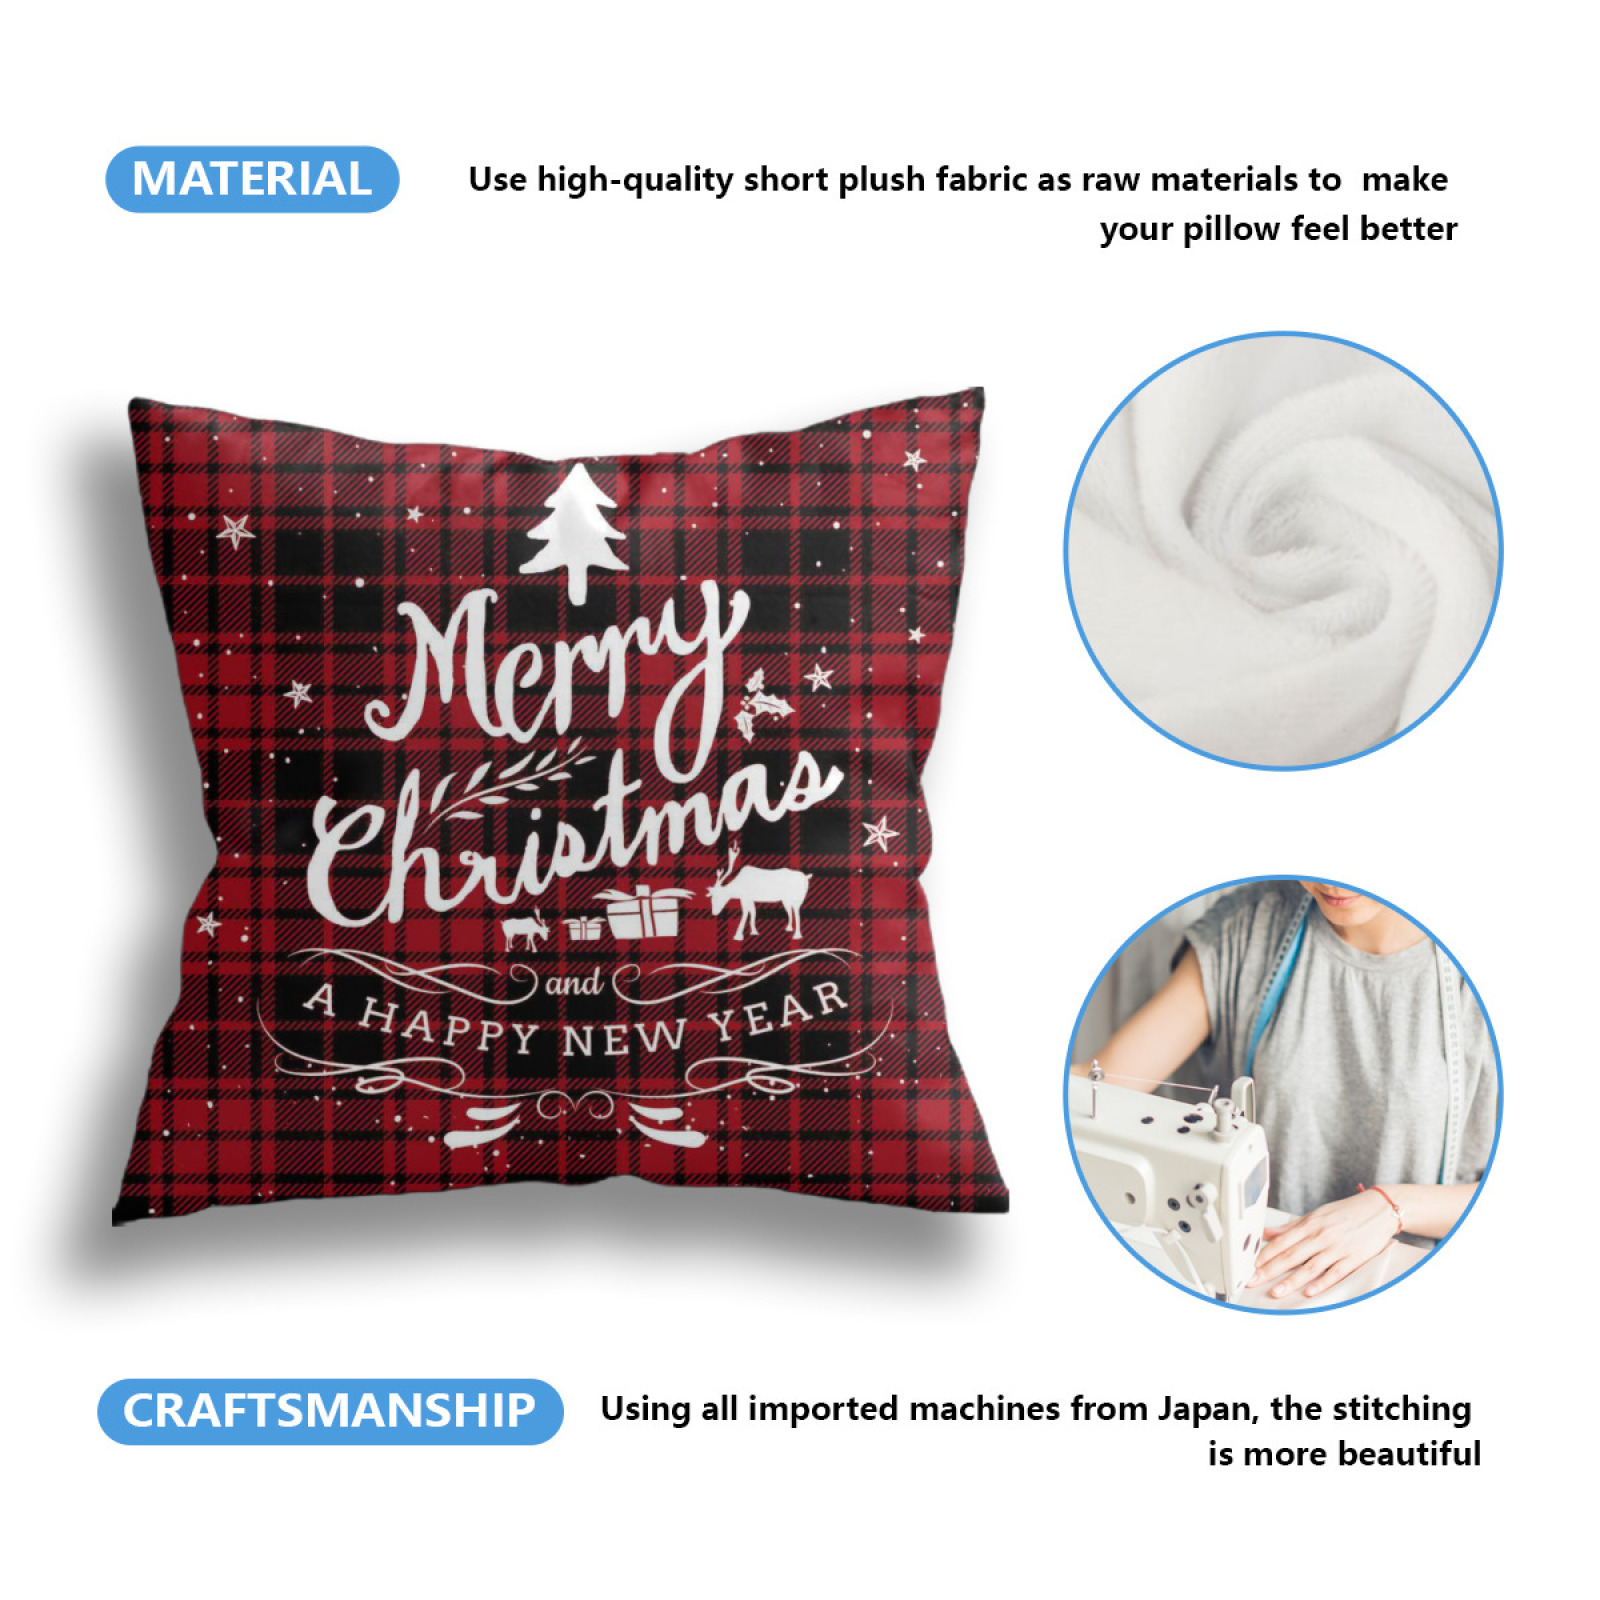 MATERIAL
Use high-quality short plush fabric as raw materials to make
your pillow feel better
Merry
Christmas
and
A HAPPY NEW YEAR
CRAFTSMANSHIP
Using all imported machines from Japan, the stitching
is more beautiful